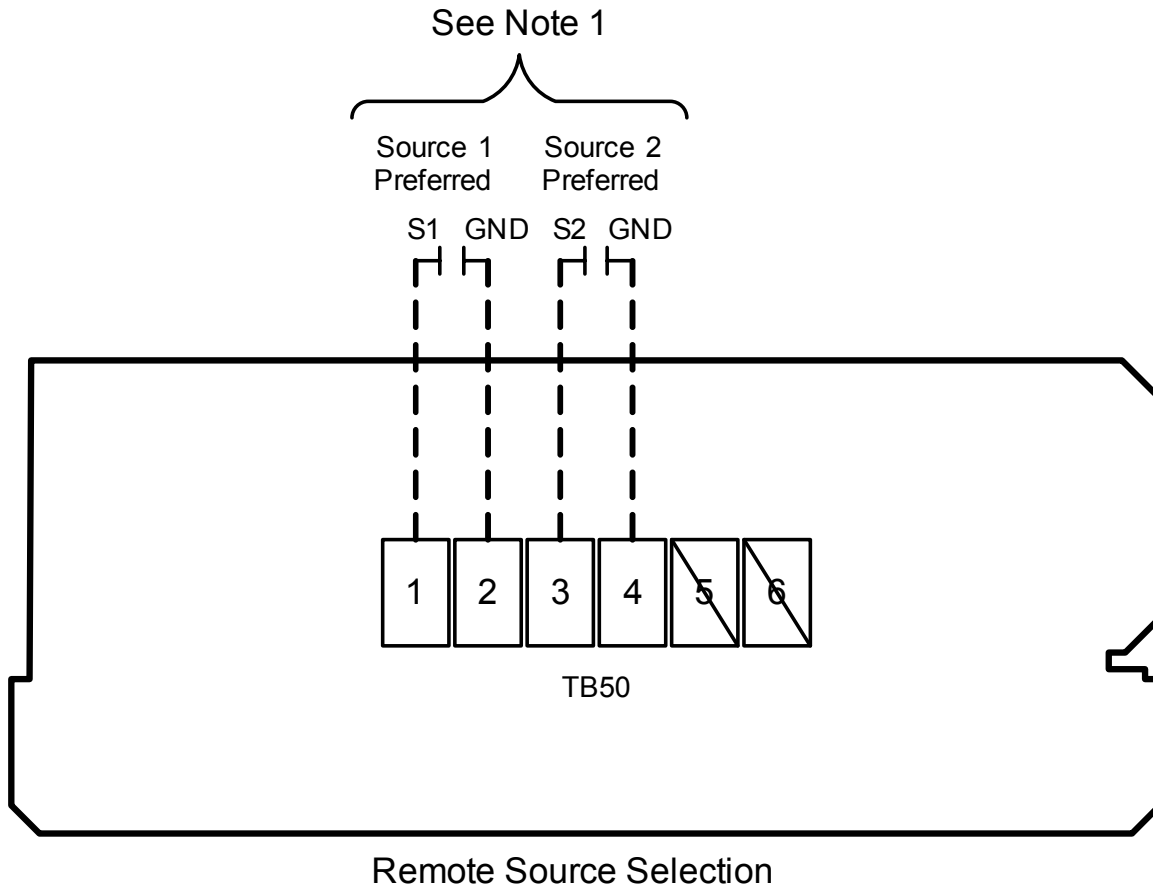 See Note 1
Source 1 Source 2
Preferred Preferred
S1 GND S2 GND
1 2 3 4 5 6
TB50
Remote Source Selection